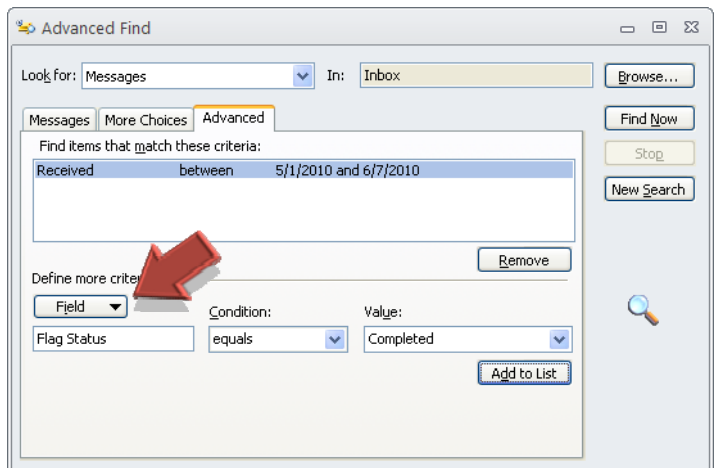 Advanced Find
Look for: Messages In: Inbox Browse...
Messages More Choices Advanced Find Now
Find items that match these criteria:
Stop
Received between 5/1/2010 and 6/7/2010
New Search
Remove
Define more
Field Condition: Value:
Flag Status equals Completed
Add to List